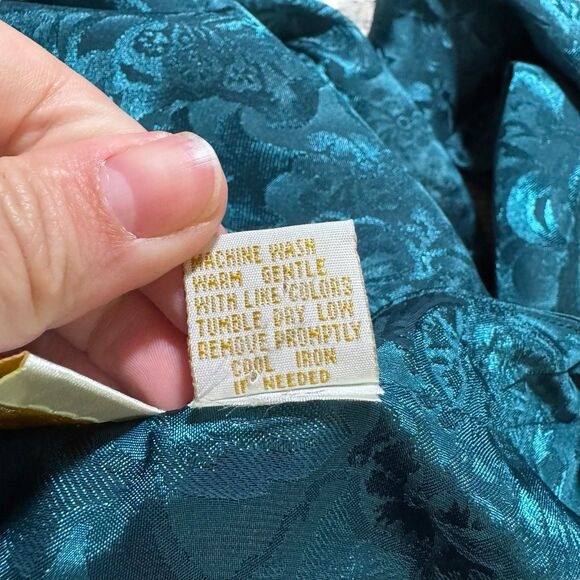 MACHINE WASH
WARM GENTLE
WITH LIKE COLORS
TUMBLE DRY LOW
REMOVE PROMPTLY
COOL IRON
IF NEEDED